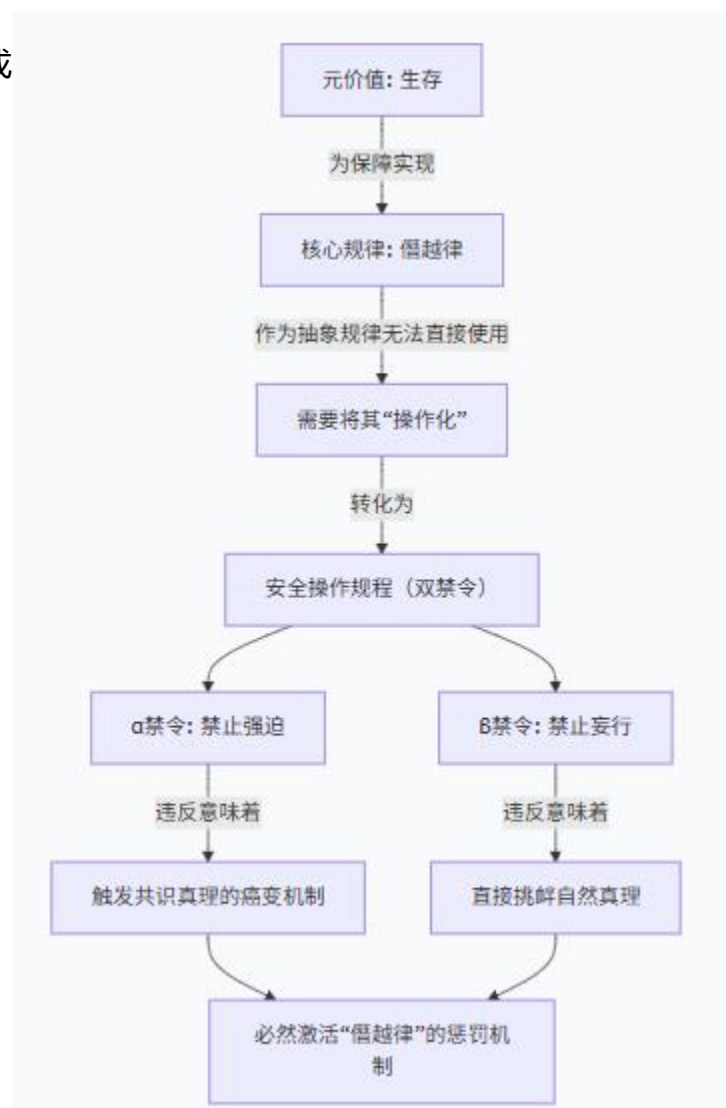 元价值: 生存
为保障实现
核心规律: 僭越律
作为抽象规律无法直接使用
需要将其“操作化”
转化为
安全操作规程（双禁令）
α禁令: 禁止强迫
β禁令: 禁止妄行
违反意味着
违反意味着
触发共识真理的癌变机制
直接挑衅自然真理
必然激活“僭越律”的惩罚机
制